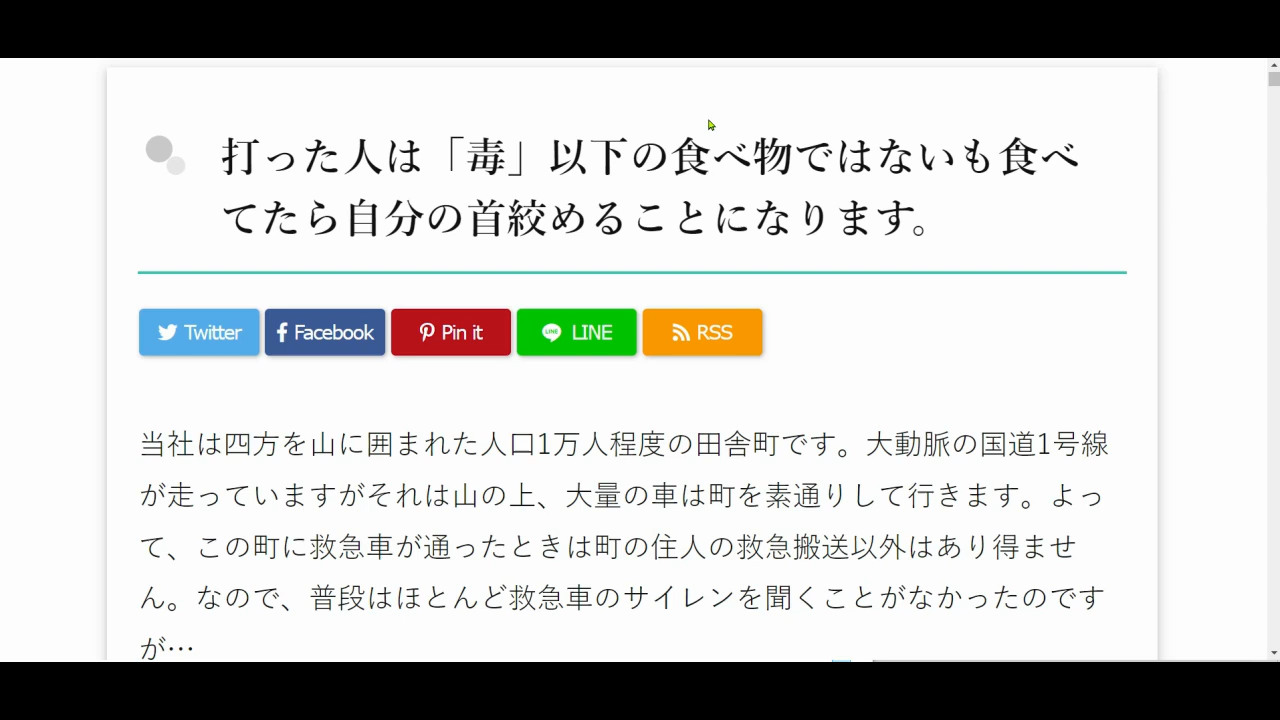 打った人は「毒」以下の食べ物ではないも食べ
てたら自分の首絞めることになります。
Twitter
Facebook
Pin it
LINE
RSS
当社は四方を山に囲まれた人口1万人程度の田舎町です。大動脈の国道1号線
が走っていますがそれは山の上、大量の車は町を素通りして行きます。よっ
て、この町に救急車が通ったときは町の住人の救急搬送以外はあり得ませ
ん。なので、普段はほとんど救急車のサイレンを聞くことがなかったのです
が…